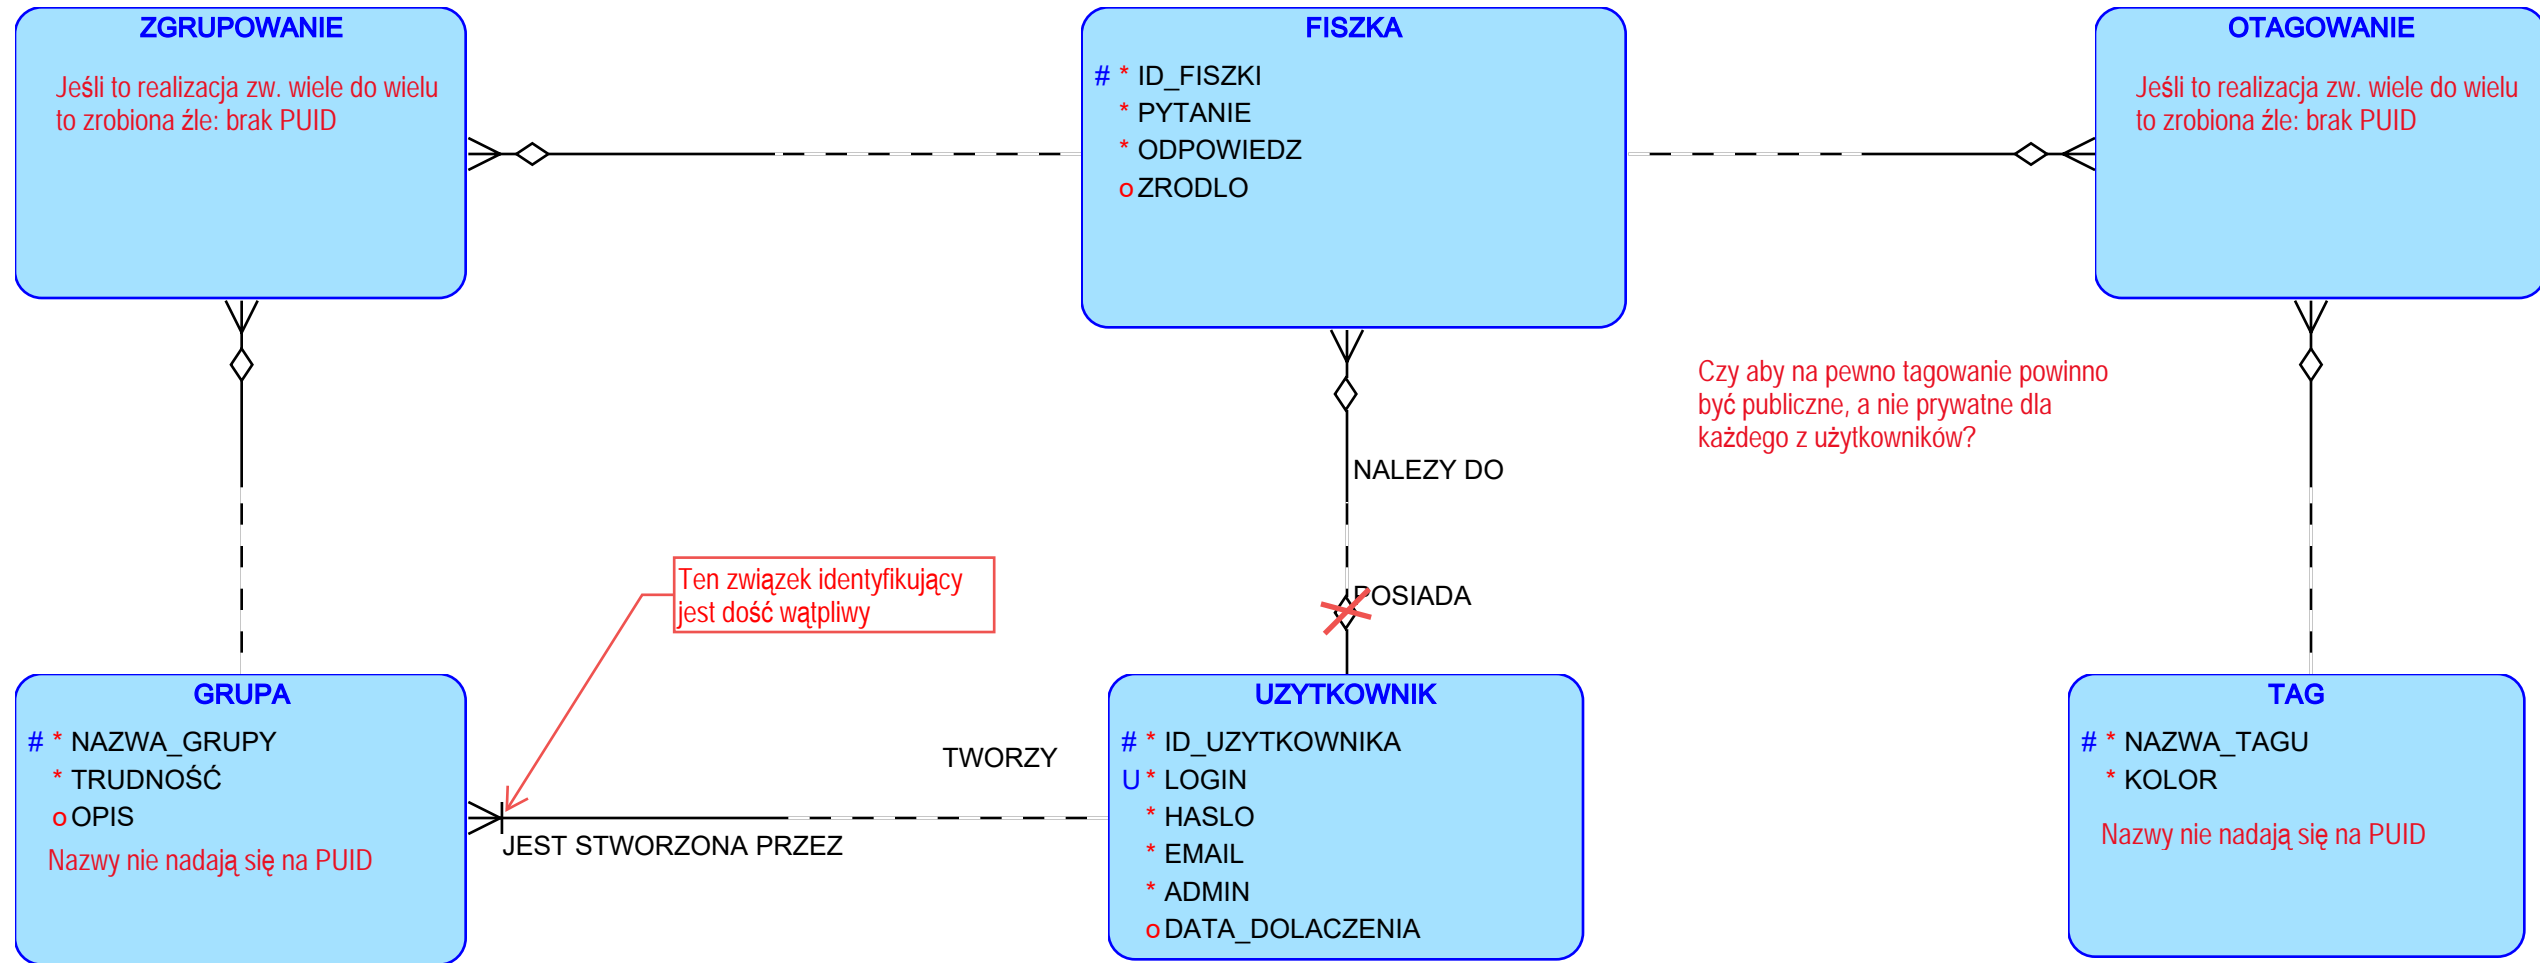 ZGRUPOWANIE
Jeśli to realizacja zw. wiele do wielu
to zrobiona źle: brak PUID
FISZKA
# * ID_FISZKI
* PYTANIE
* ODPOWIEDZ
o ZRODLO
OTAGOWANIE
Jeśli to realizacja zw. wiele do wielu
to zrobiona źle: brak PUID
Czy aby na pewno tagowanie powinno
być publiczne, a nie prywatne dla
każdego z użytkowników?
NALEZY DO
POSIADA
Ten związek identyfikujący
jest dość wątpliwy
GRUPA
# * NAZWA_GRUPY
* TRUDNOŚĆ
o OPIS
Nazwy nie nadają się na PUID
TWORZY
JEST STWORZONA PRZEZ
UZYTKOWNIK
# * ID_UZYTKOWNIKA
U * LOGIN
* HASLO
* EMAIL
* ADMIN
o DATA_DOLACZENIA
TAG
# * NAZWA_TAGU
* KOLOR
Nazwy nie nadają się na PUID